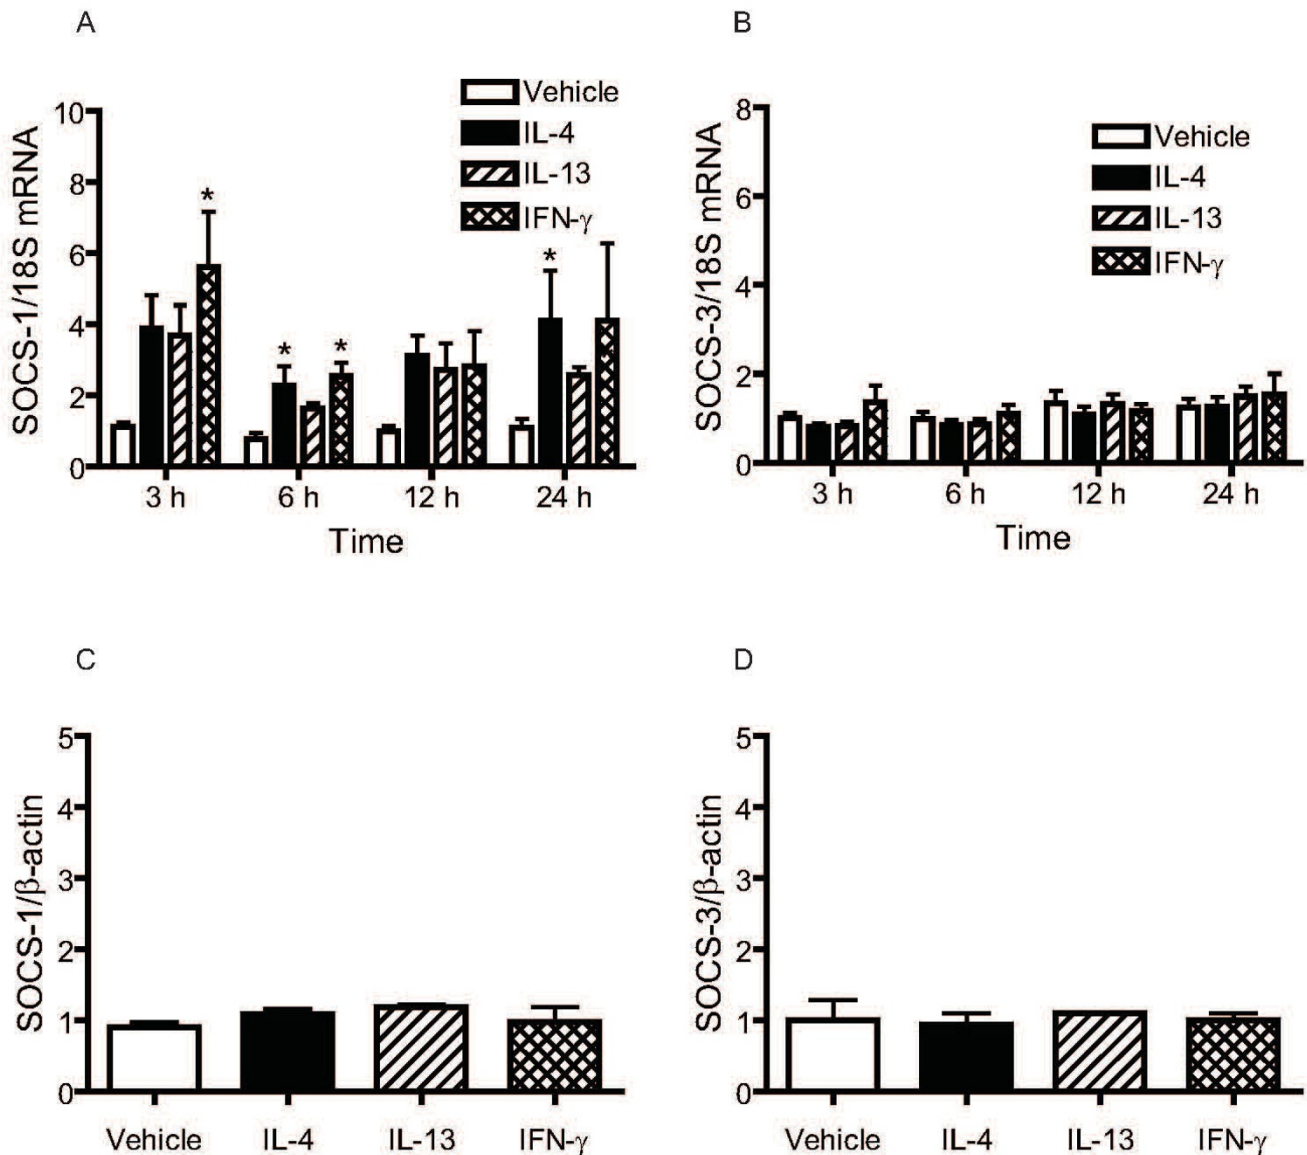 A
SOCS-1/18S mRNA
10
8
6
4
2
0
Vehicle
IL-4
IL-13
IFN-γ
*
*
*
*
3 h
6 h
12 h
24 h
Time
B
SOCS-3/18S mRNA
8
6
4
2
0
Vehicle
IL-4
IL-13
IFN-γ
3 h
6 h
12 h
24 h
Time
C
SOCS-1/β-actin
5
4
3
2
1
0
Vehicle
IL-4
IL-13
IFN-γ
D
SOCS-3/β-actin
5
4
3
2
1
0
Vehicle
IL-4
IL-13
IFN-γ